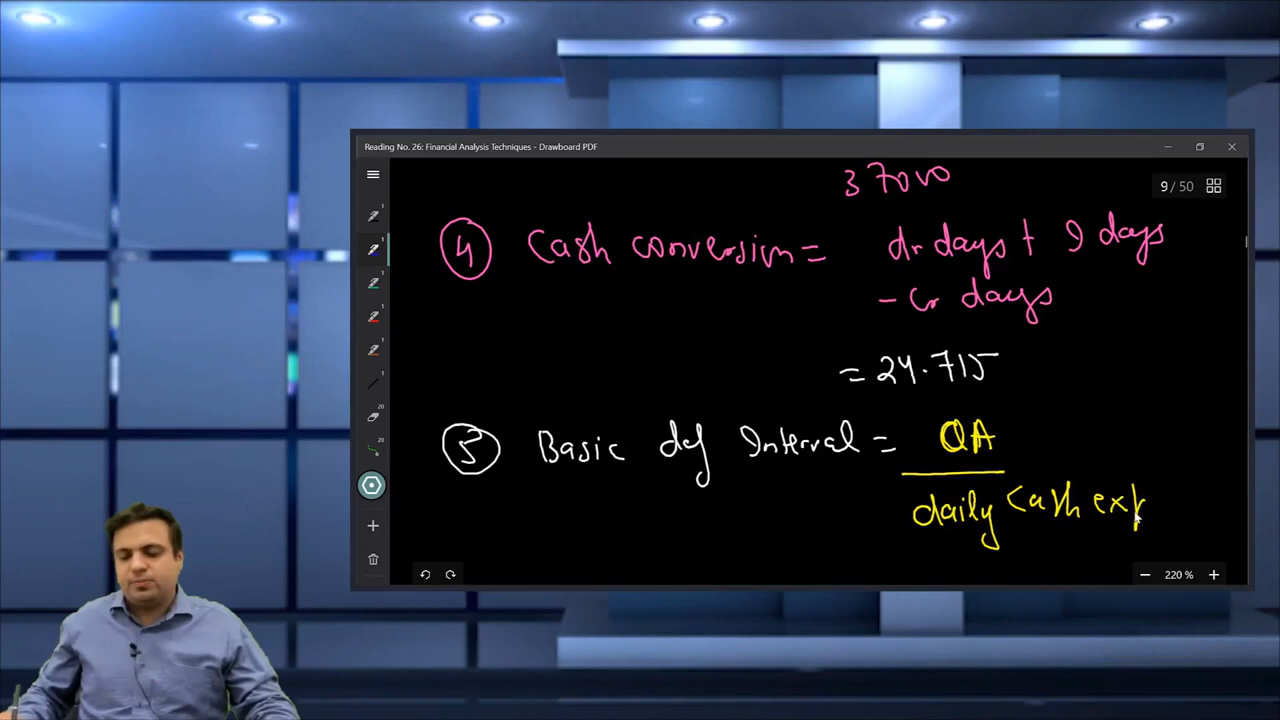 Reading No. 26: Financial Analysis Techniques - Drawboard PDF
9 / 50
④ Cash conversion = dr days + I days
- Cr days
= 24.715
⑤ Basic def Interval = QA
daily cash exp
220 %